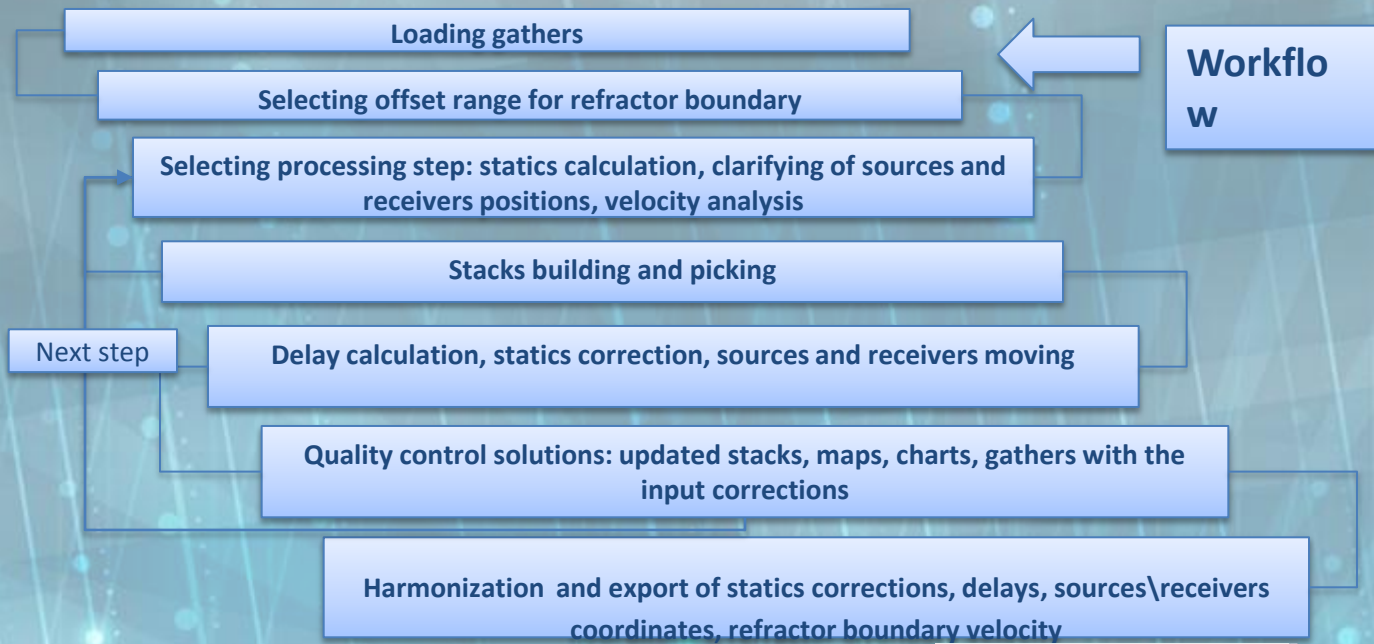 Loading gathers
Workflo
w
Selecting offset range for refractor boundary
Selecting processing step: statics calculation, clarifying of sources and
receivers positions, velocity analysis
Stacks building and picking
Next step
Delay calculation, statics correction, sources and receivers moving
Quality control solutions: updated stacks, maps, charts, gathers with the
input corrections
Harmonization and export of statics corrections, delays, sources\receivers
coordinates, refractor boundary velocity